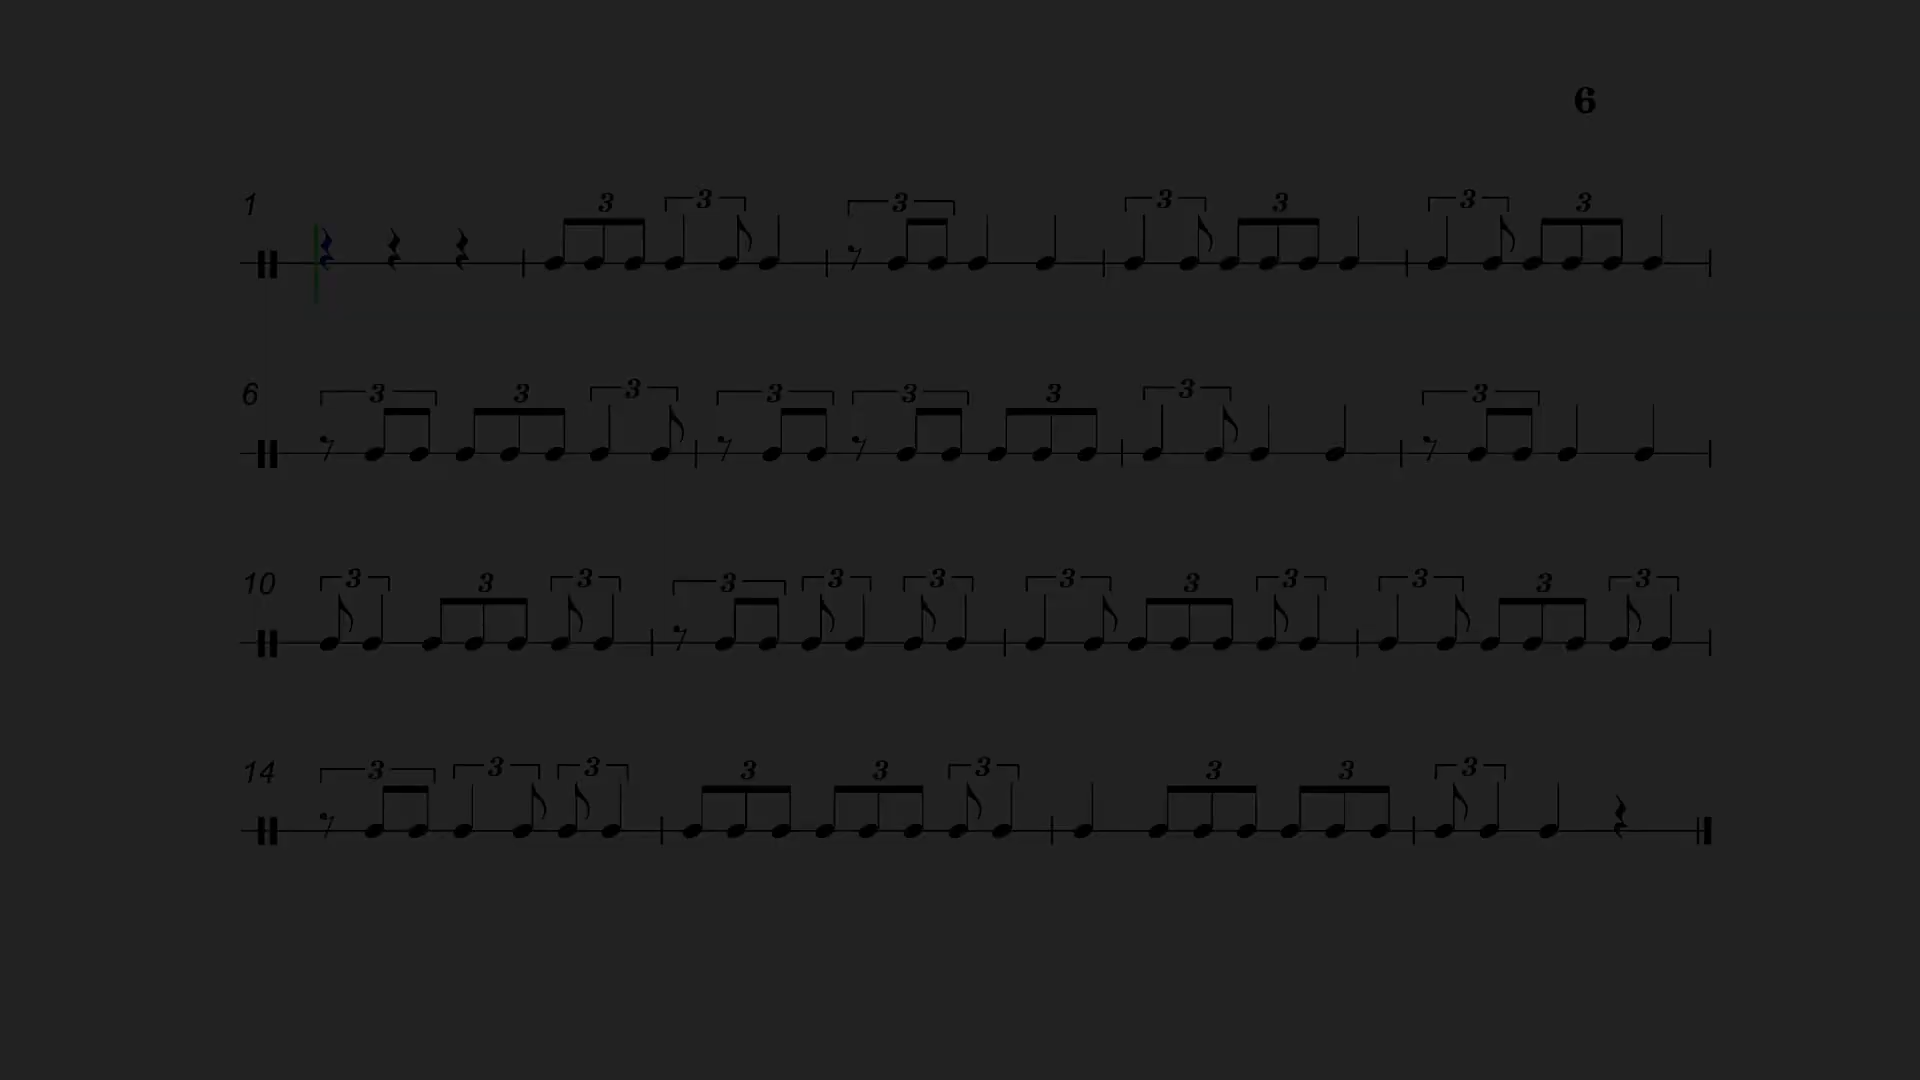 6
1 3 3 3 3 3 3 3
6 3 3 3 3 3 3 3 3
10 3 3 3 3 3 3 3 3 3 3 3 3
14 3 3 3 3 3 3 3 3 3